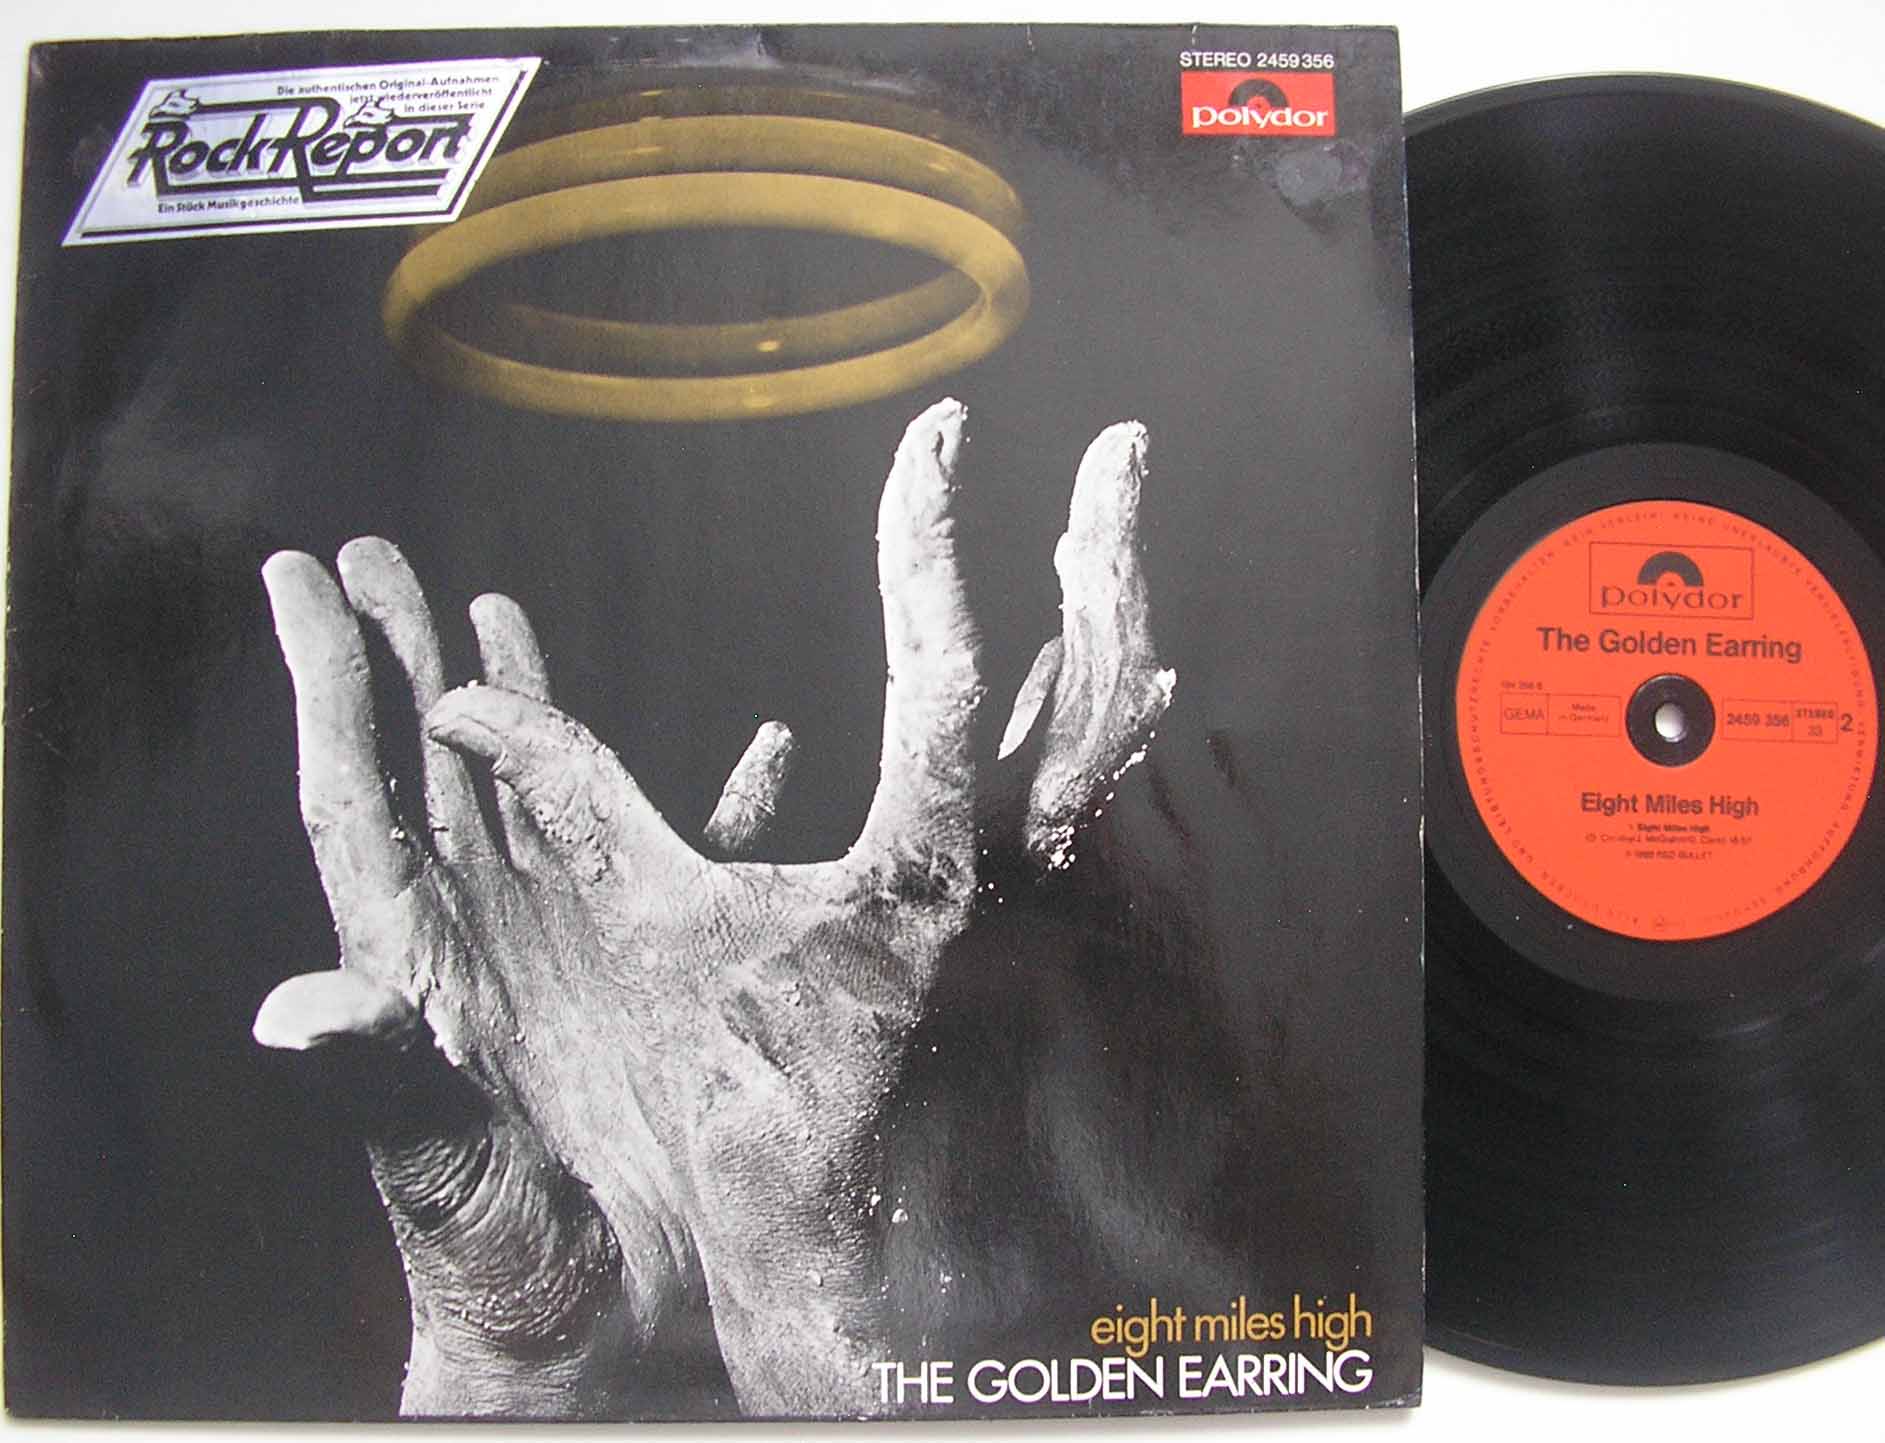 Die authentischen Original-Aufnahmen
jetzt wiederveröffentlicht
in dieser Serie
RockReport
Ein Stück Musikgeschichte
STEREO 2459 356
polydor
eight miles high
THE GOLDEN EARRING
polydor
The Golden Earring
GEMA
Made
in Germany
2459 356
STEREO
33
2
Eight Miles High
1. Eight Miles High